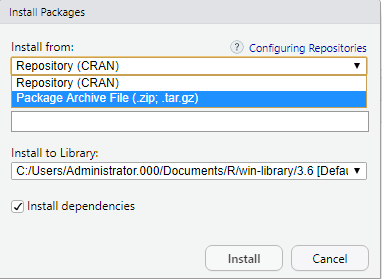 Install Packages
Install from:
? Configuring Repositories
Repository (CRAN)
Repository (CRAN)
Package Archive File (.zip; .tar.gz)
Install to Library:
C:/Users/Administrator.000/Documents/R/win-library/3.6 [Defau
Install dependencies
Install
Cancel